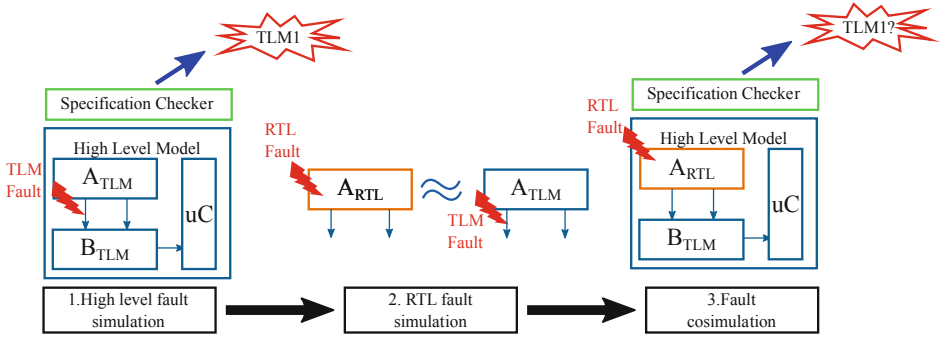 TLM1
Specification Checker
High Level Model
TLM
Fault
A_TLM
B_TLM
uC
1.High level fault
simulation
RTL
Fault
A_RTL
A_TLM
TLM
Fault
2. RTL fault
simulation
TLM1?
Specification Checker
RTL
Fault
High Level Model
A_RTL
B_TLM
uC
3.Fault
cosimulation